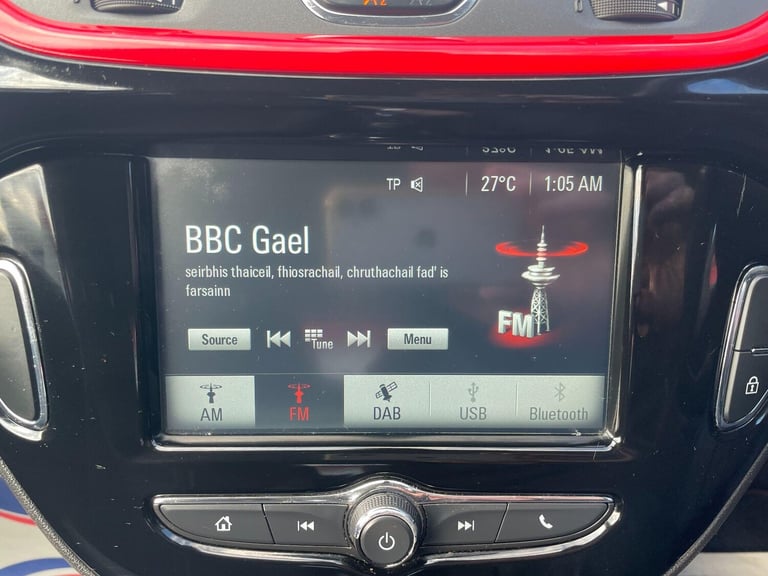 TP 27°C 1:05 AM
BBC Gael
seirbhis thaiceil, fhiosrachail, chruthachail fad' is
farsainn
FM
Source Tune Menu
AM FM DAB USB Bluetooth